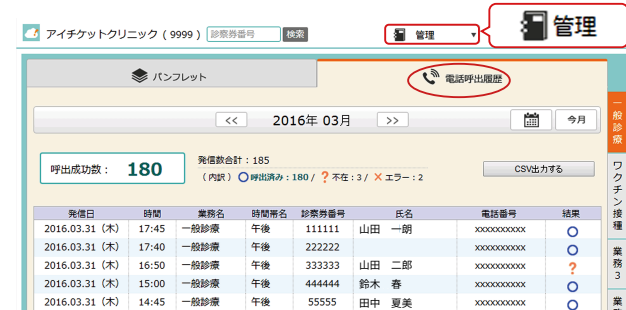 アイチケットクリニック ( 9999 ) 診察券番号 検索 管理 ▼ 管理
パンフレット 電話呼出履歴
<< 2016年 03月 >> 今月
呼出成功数： 180
発信数合計：185
（内訳）○呼出済み：180 / ？不在：3 / ×エラー：2
CSV出力する
発信日 時間 業務名 時間帯名 診察券番号 氏名 電話番号 結果
2016.03.31（木） 17:45 一般診療 午後 111111 山田 一朗 xxxxxxxxxx ○
2016.03.31（木） 17:40 一般診療 午後 222222 xxxxxxxxxx ○
2016.03.31（木） 16:50 一般診療 午後 333333 山田 二郎 xxxxxxxxxx ？
2016.03.31（木） 15:00 一般診療 午後 444444 鈴木 春 xxxxxxxxxx ○
2016.03.31（木） 14:45 一般診療 午後 55555 田中 夏美 xxxxxxxxxx ○
一般診療
ワクチン接種
業務3
業